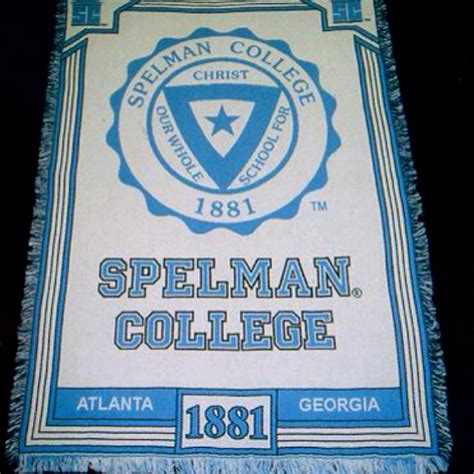 SC SC
SPELMAN COLLEGE
CHRIST
OUR WHOLE SCHOOL FOR
1881
TM
SPELMAN®
COLLEGE
ATLANTA 1881 GEORGIA